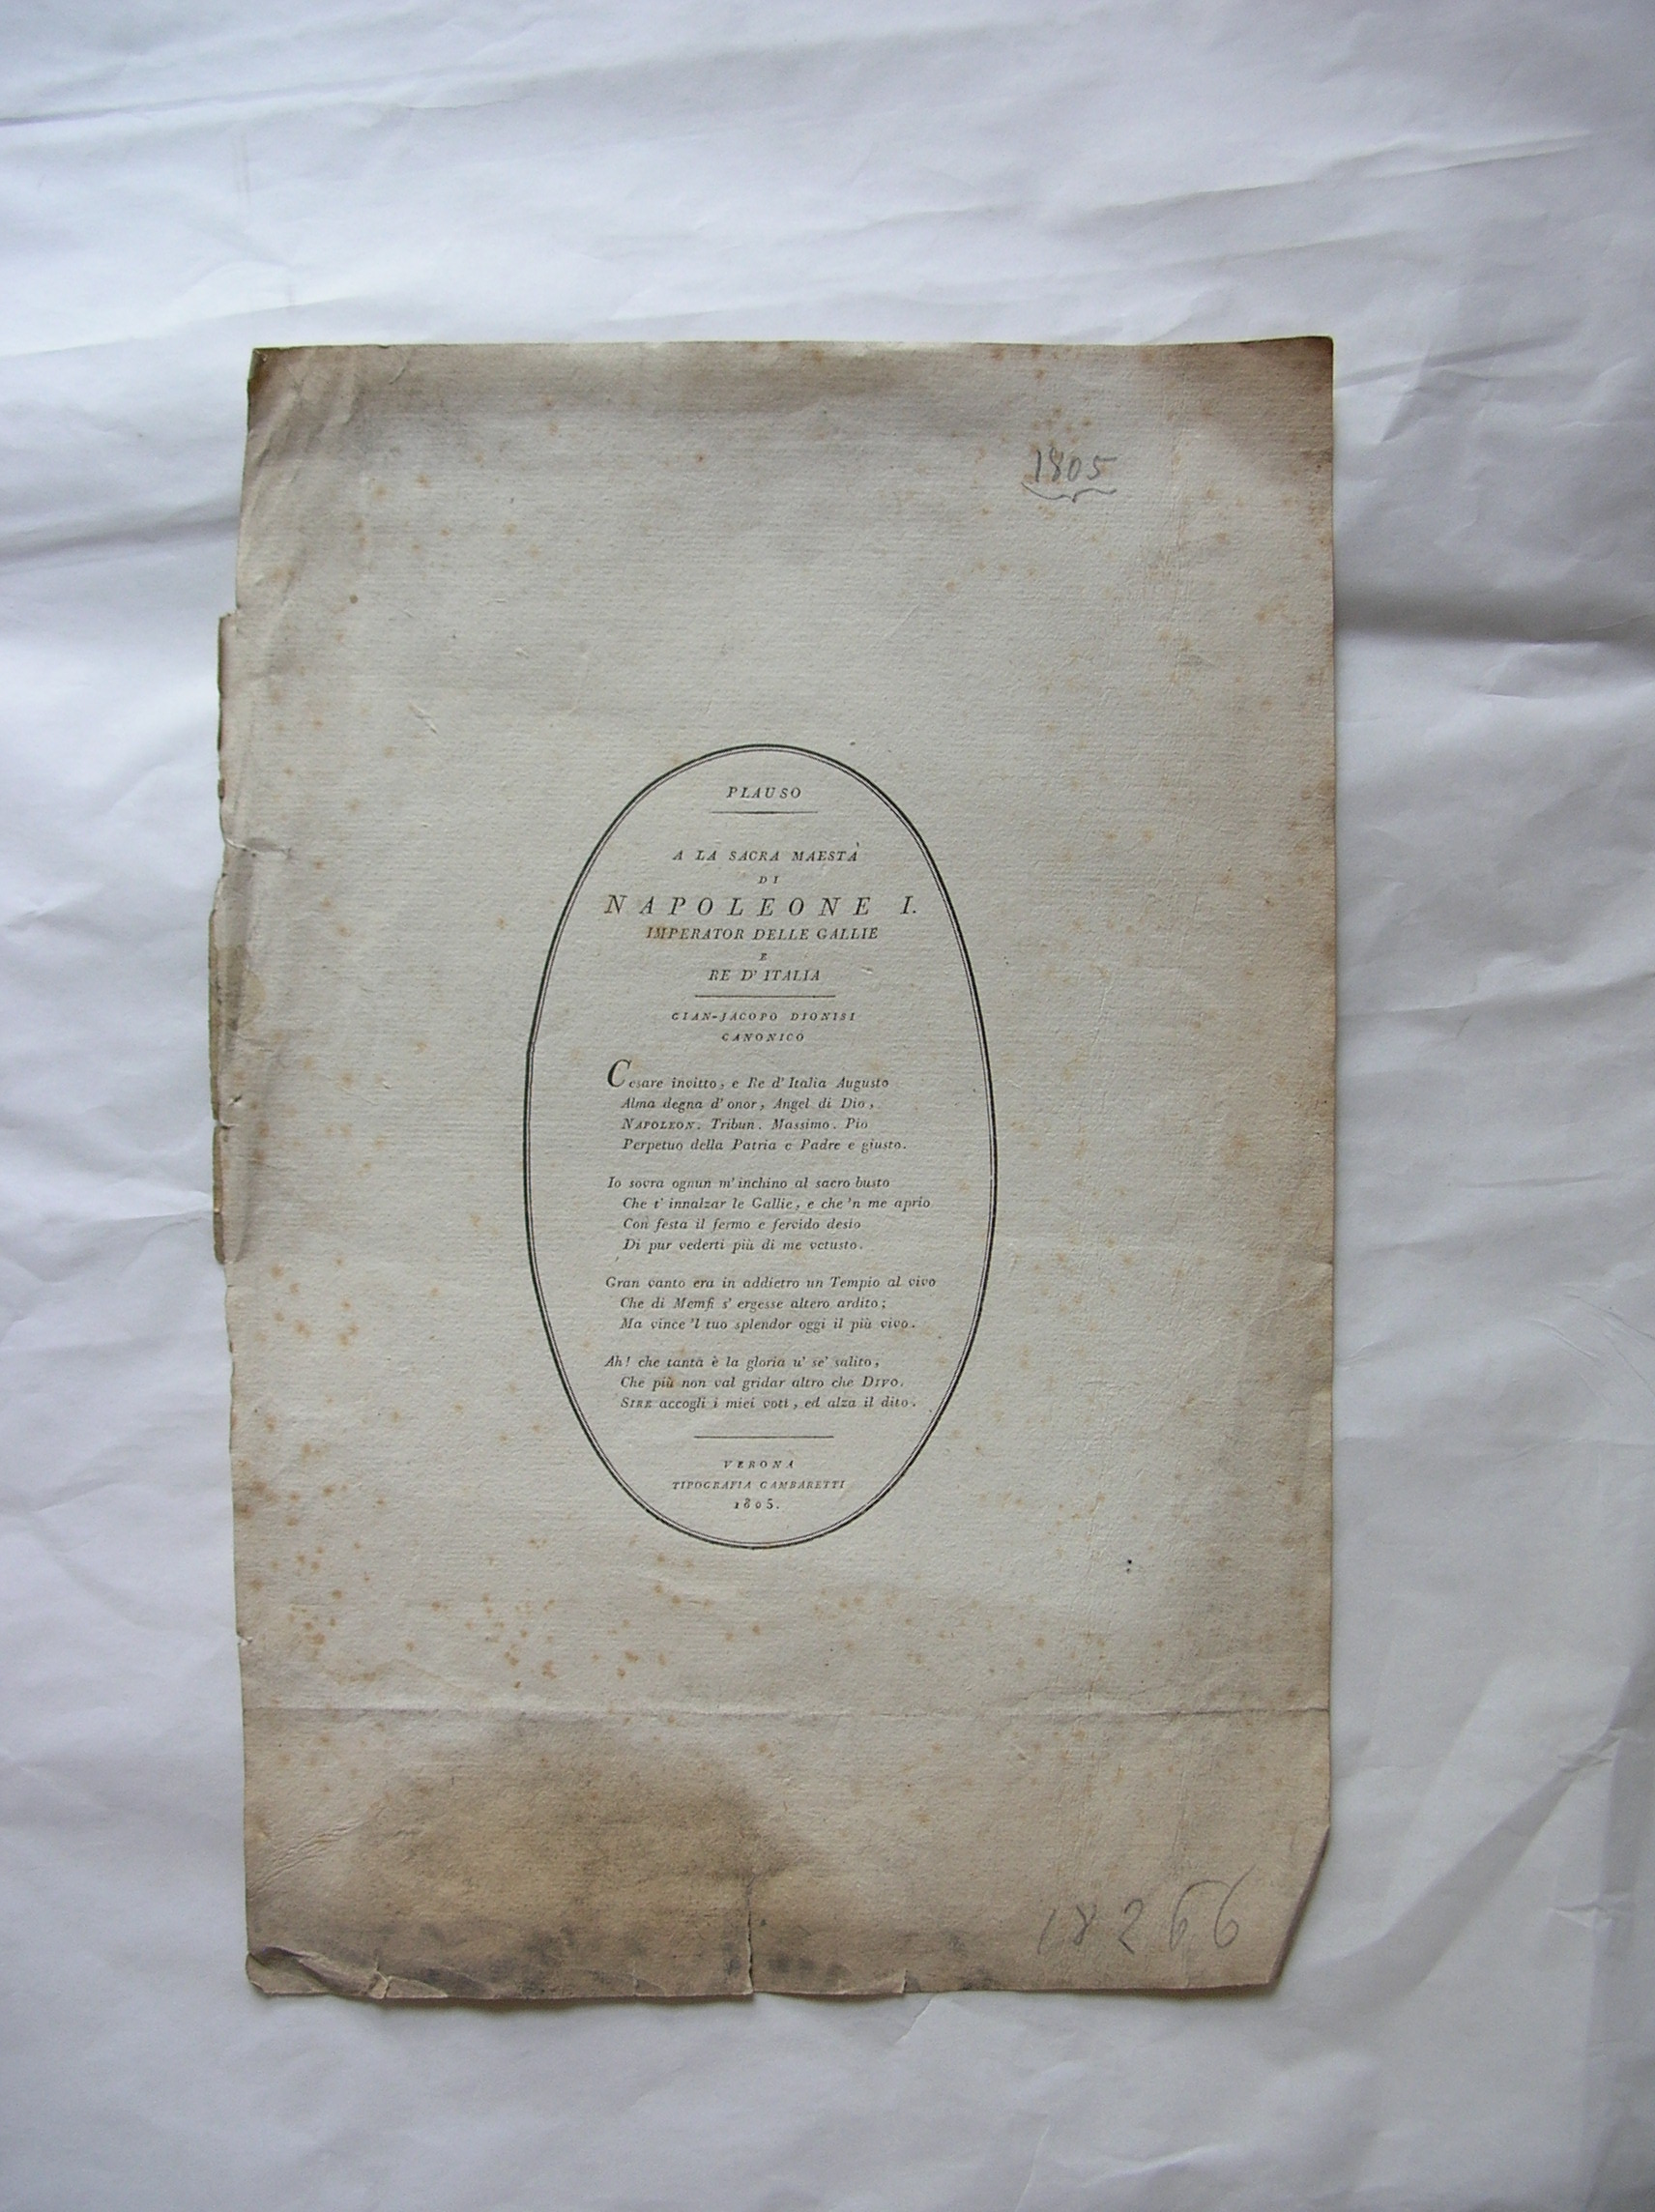 1805
PLAUSO
A LA SACRA MAESTÀ
DI
NAPOLEONE I.
IMPERATOR DELLE GALLIE
E
RE D' ITALIA
GIAN-JACOPO DIONISI
CANONICO
Cesare invitto, e Re d' Italia Augusto
Alma degna d' onor, Angel di Dio,
NAPOLEON. Tribun. Massimo. Pio
Perpetuo della Patria e Padre e giusto.
Io sovra ognun m' inchino al sacro busto
Che t' innalzar le Gallie, e che 'n me aprio
Con festa il fermo e fervido desio
Di pur vederti più di me vetusto.
Gran vanto era in addietro un Tempio al vivo
Che di Memfi s' ergesse altero ardito;
Ma vince 'l tuo splendor oggi il più vivo.
Ah! che tanta è la gloria u' se' salito,
Che più non val gridar altro che DIVO.
SIRE accogli i miei voti, ed alza il dito.
VERONA
TIPOGRAFIA GAMBARETTI
1805.
18266